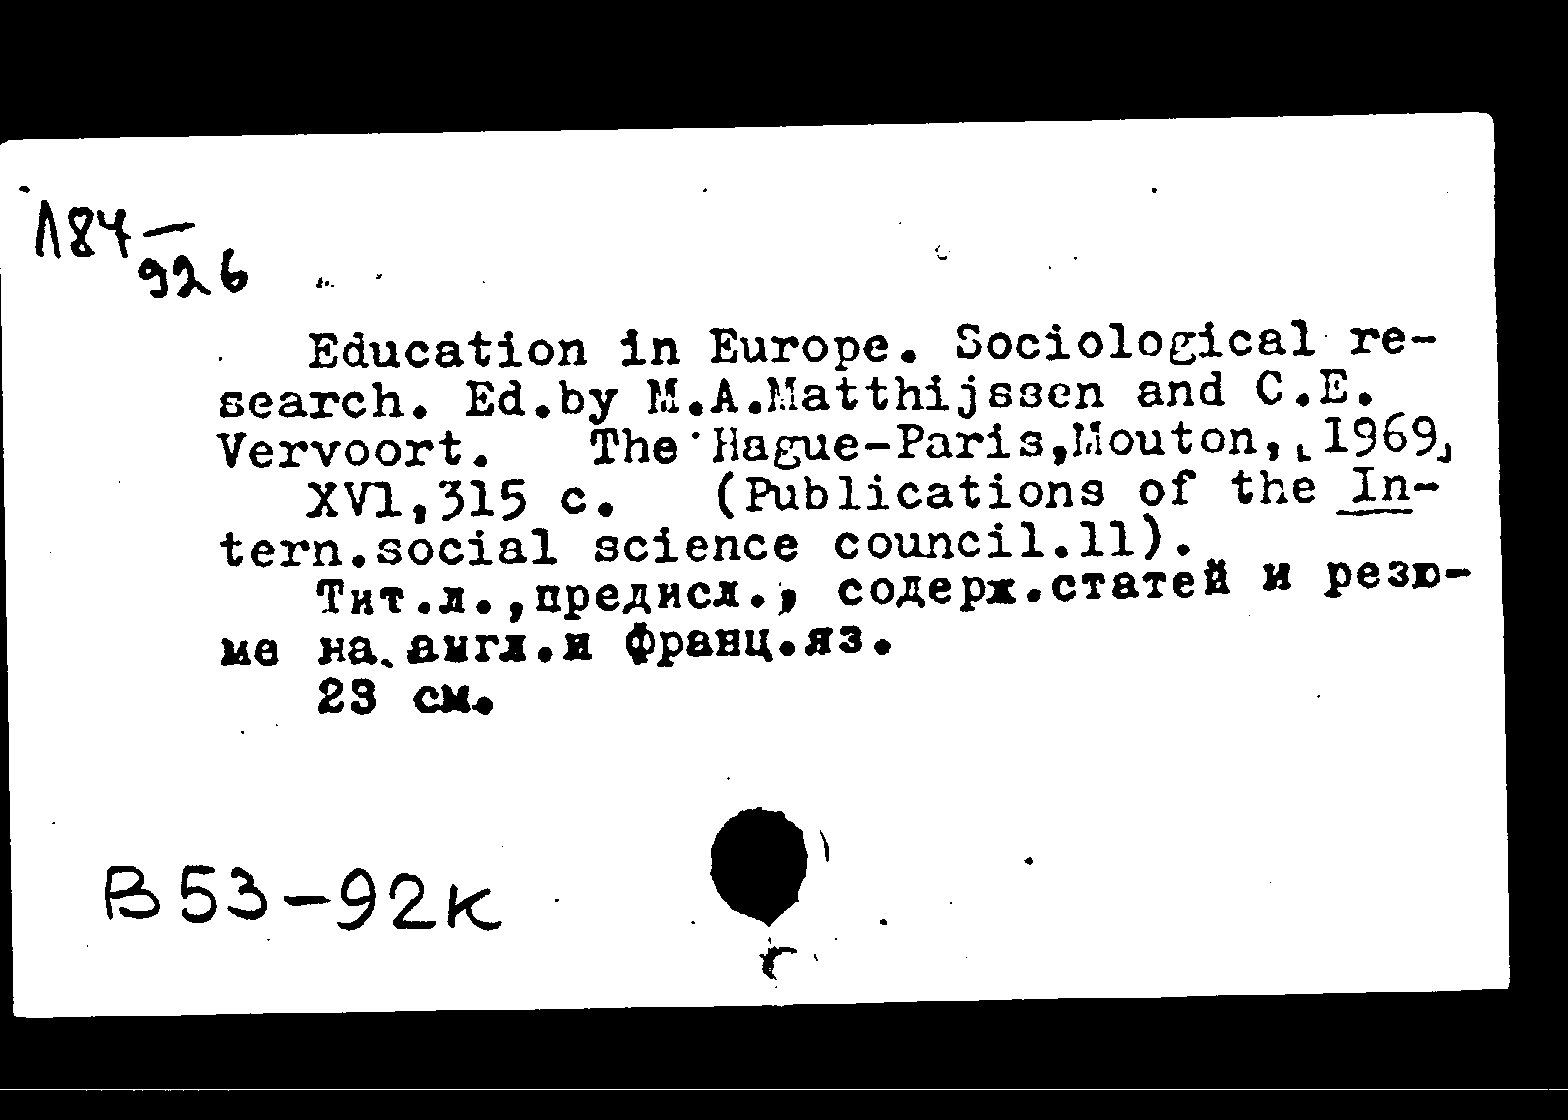 Л84—
926
Education in Europe. Sociological re-
search. Ed.by M.A.Matthijssen and C.E.
Vervoort. The Hague-Paris,Mouton,[1969]
XVI,315 с. (Publications of the In-
tern.social science council.11).
Тит.л.,предисл., содерж.статей и резю-
ме на англ.и франц.яз.
23 см.
В53-92к